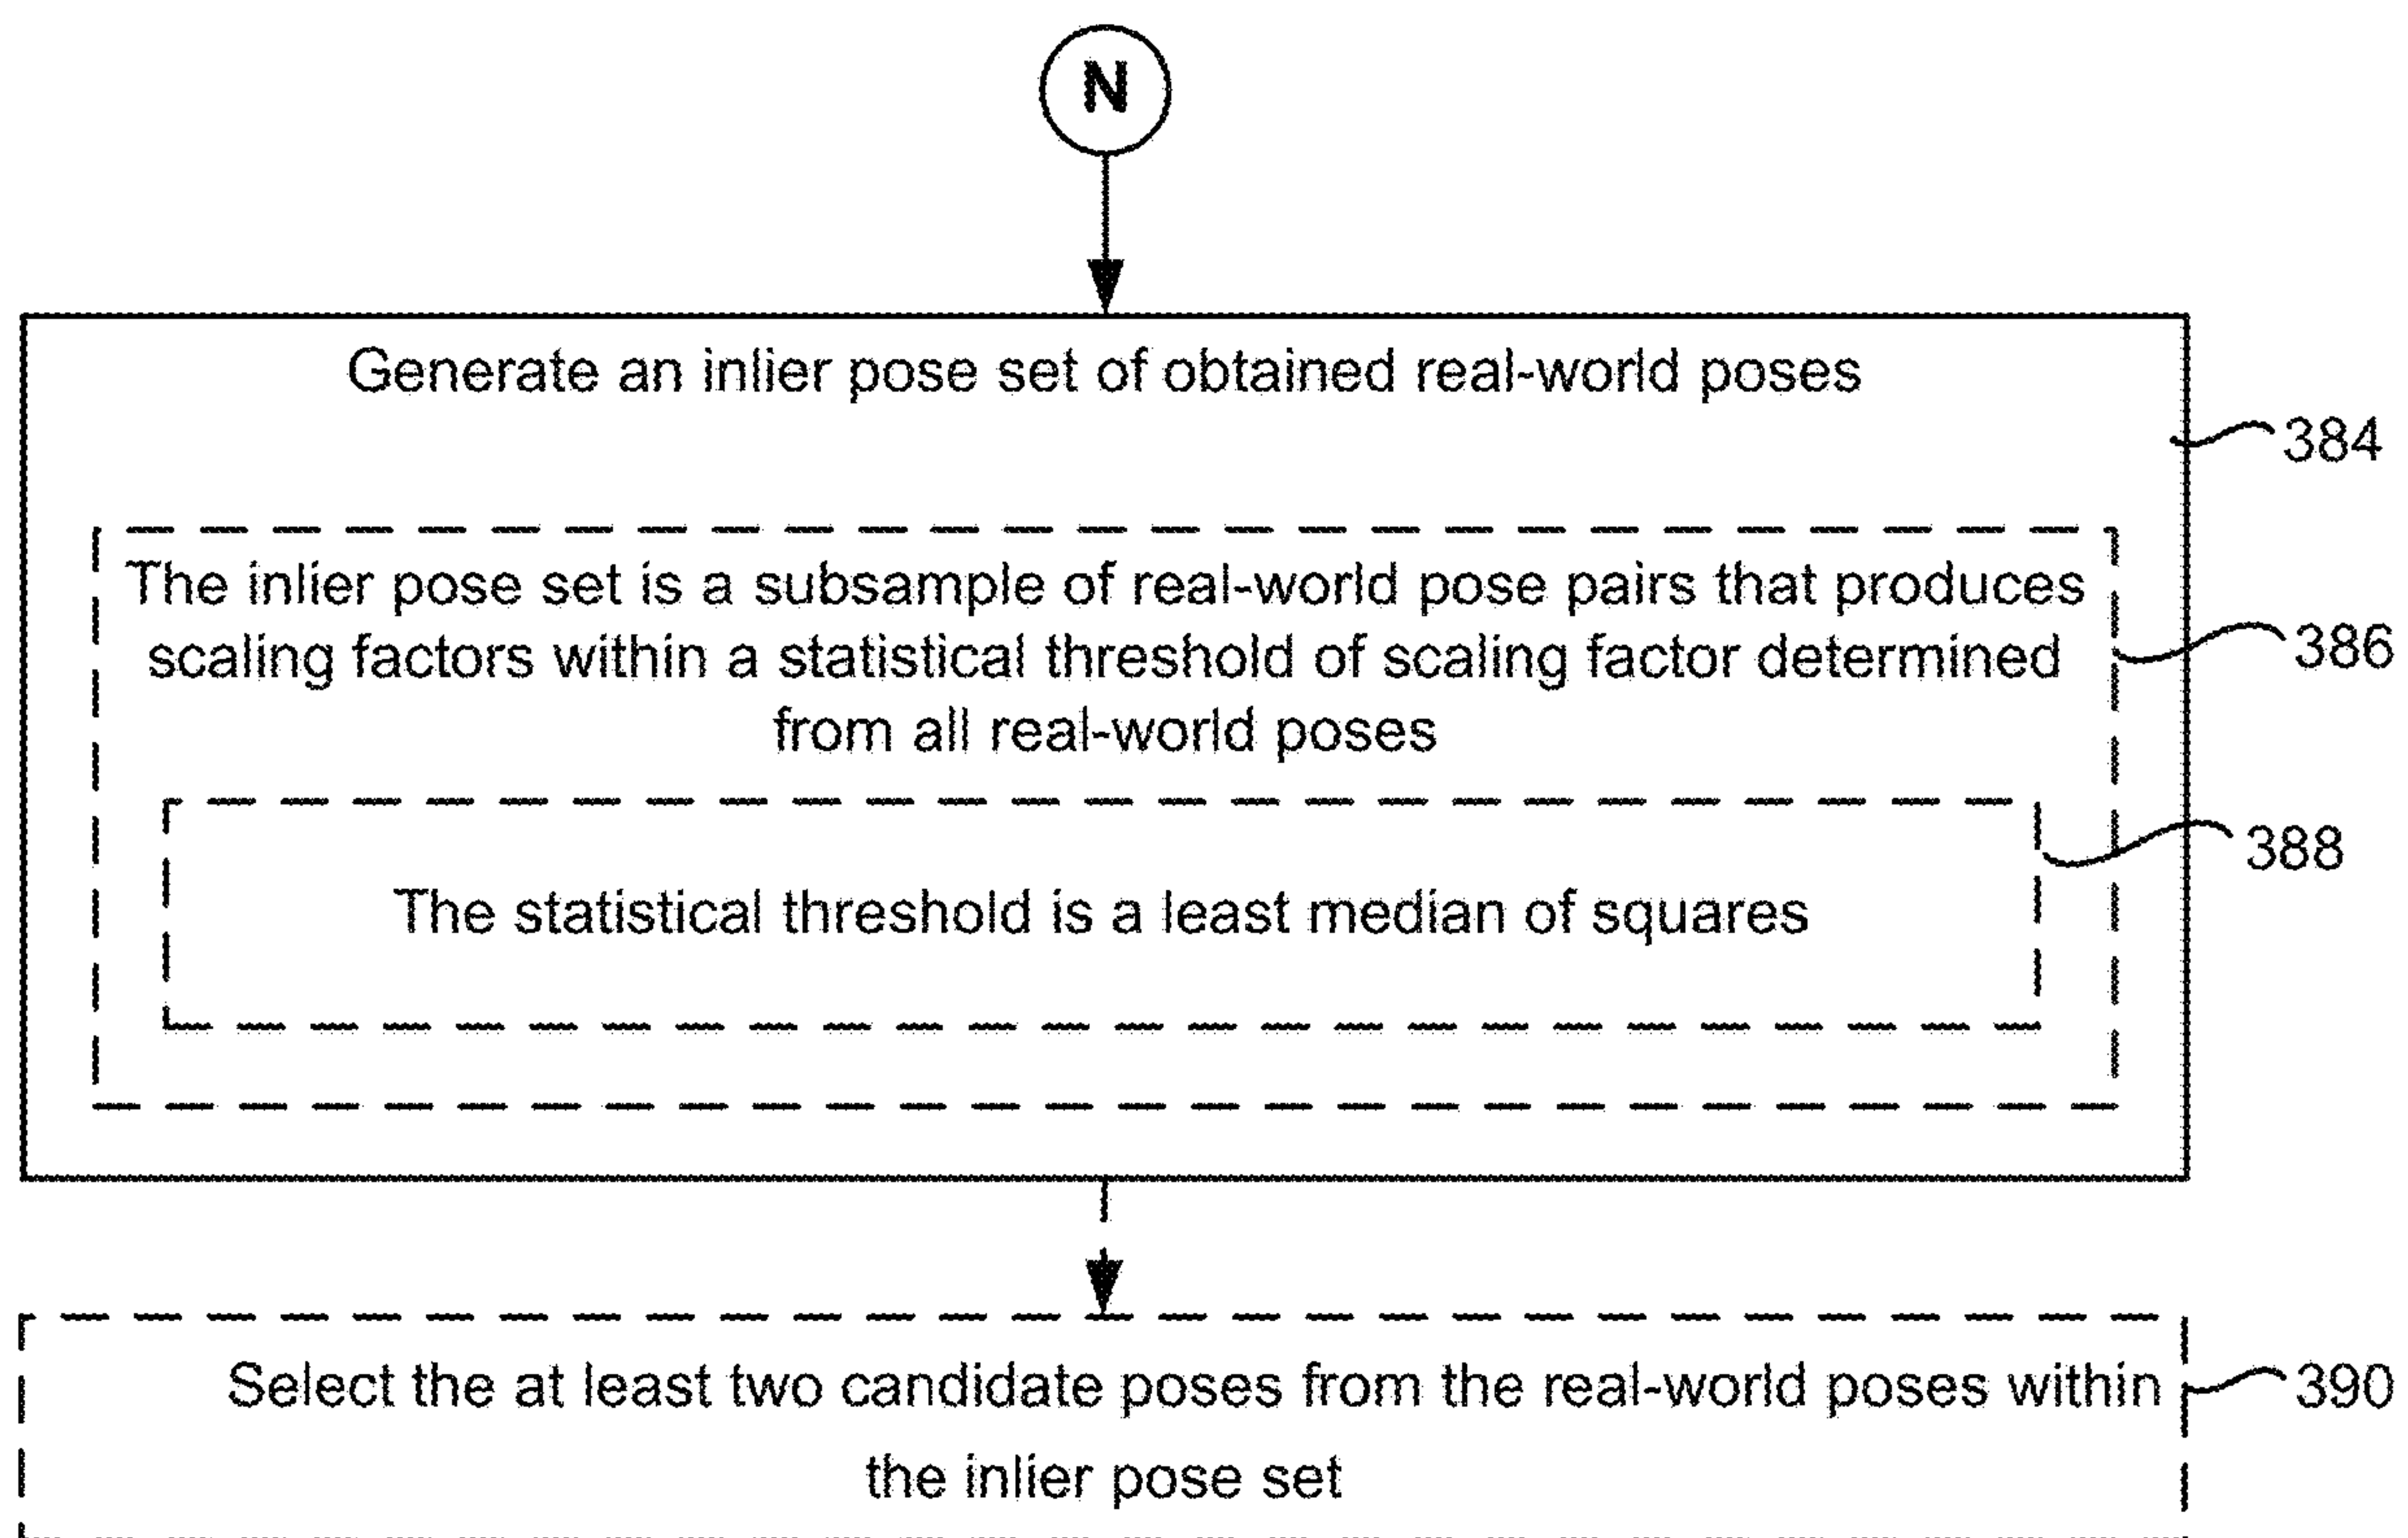 N
Generate an inlier pose set of obtained real-world poses
384
The inlier pose set is a subsample of real-world pose pairs that produces
scaling factors within a statistical threshold of scaling factor determined
from all real-world poses
386
The statistical threshold is a least median of squares
388
Select the at least two candidate poses from the real-world poses within
the inlier pose set
390